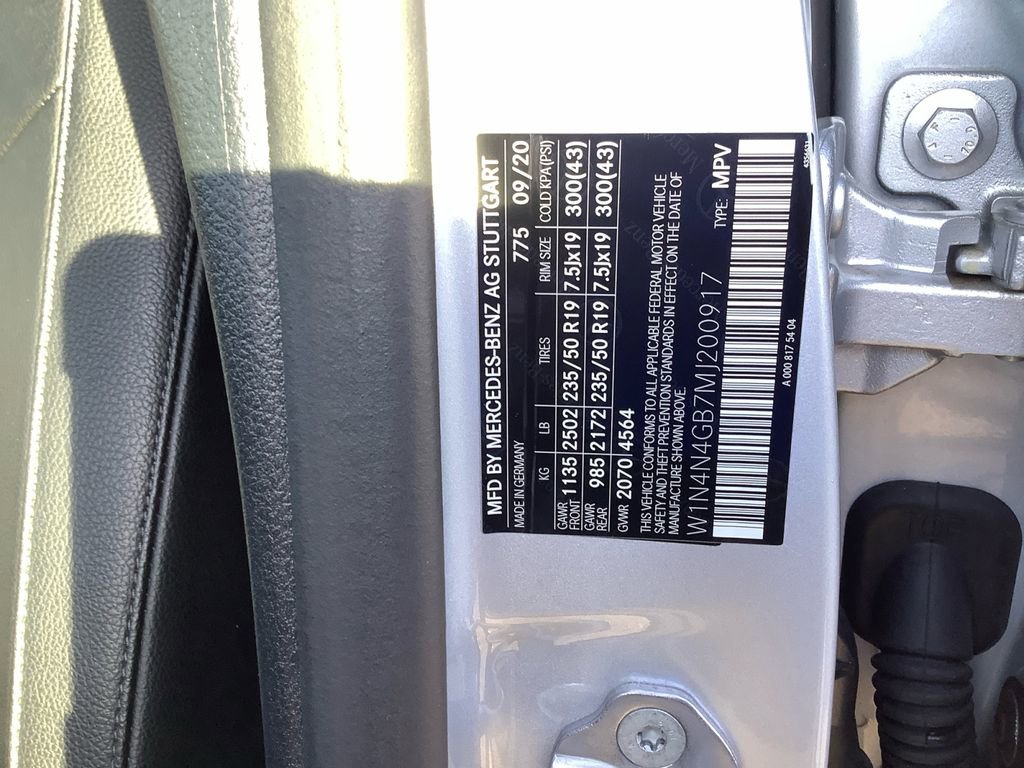 MFD BY MERCEDES-BENZ AG STUTTGART
MADE IN GERMANY 775 09/20
KG LB TIRES RIM SIZE COLD KPA(PSI)
GAWR FRONT 1135 2502 235/50 R19 7.5Jx19 300(43)
GAWR REAR 985 2172 235/50 R19 7.5Jx19 300(43)
GVWR 2070 4564
THIS VEHICLE CONFORMS TO ALL APPLICABLE FEDERAL MOTOR VEHICLE
SAFETY AND THEFT PREVENTION STANDARDS IN EFFECT ON THE DATE OF
MANUFACTURE SHOWN ABOVE.
W1N4N4GB7MJ200917 TYPE: MPV
A 000 817 54 04